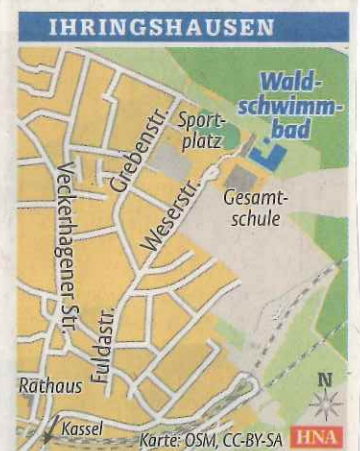 IHRINGSHAUSEN
Wald-
schwimm-
bad
Sport-
platz
Grebenstr.
Weserstr.
Gesamt-
schule
Veckerhagener Str.
Fuldastr.
Rathaus
Kassel
N
Karte: OSM, CC-BY-SA
HNA